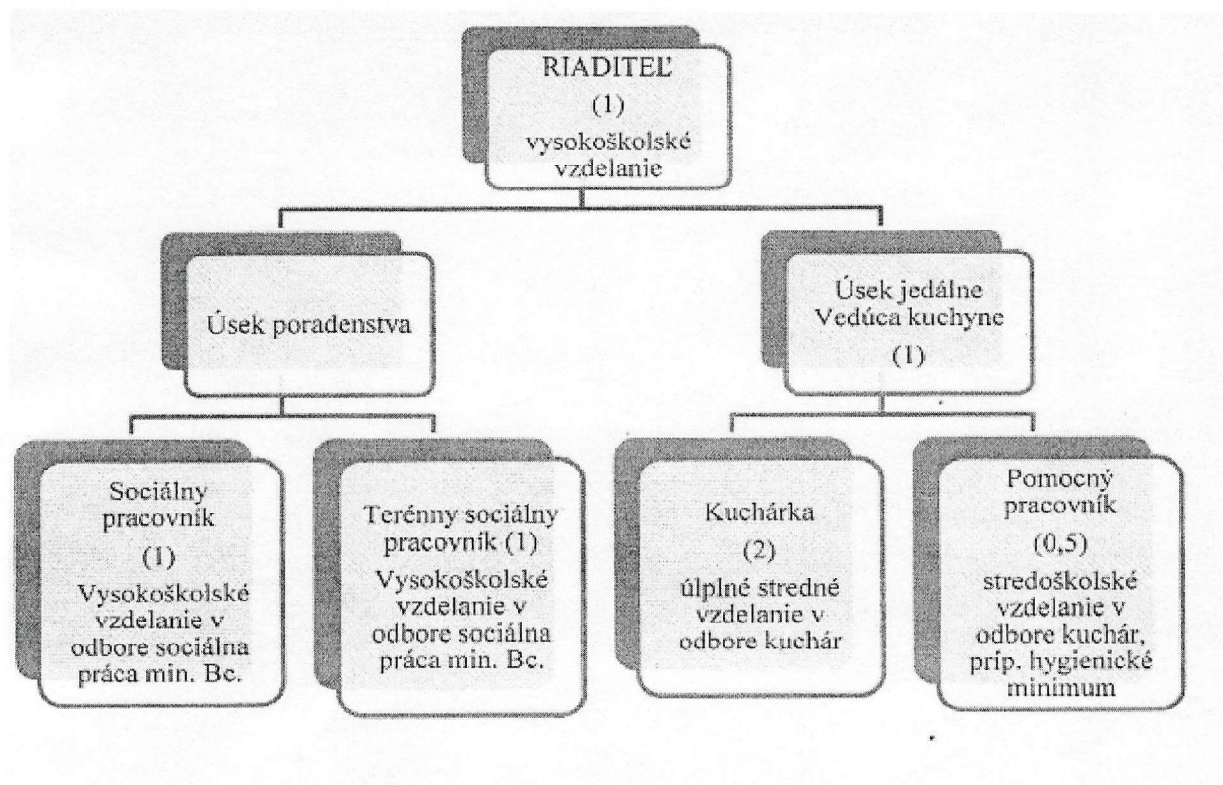 RIADITEĽ
(1)
vysokoškolské
vzdelanie
Úsek poradenstva
Úsek jedálne
Vedúca kuchyne
(1)
Sociálny
pracovník
(1)
Vysokoškolské
vzdelanie v
odbore sociálna
práca min. Bc.
Terénny sociálny
pracovník (1)
Vysokoškolské
vzdelanie v
odbore sociálna
práca min. Bc.
Kuchárka
(2)
úlplné stredné
vzdelanie v
odbore kuchár
Pomocný
pracovník
(0,5)
stredoškolské
vzdelanie v
odbore kuchár,
príp. hygienické
minimum